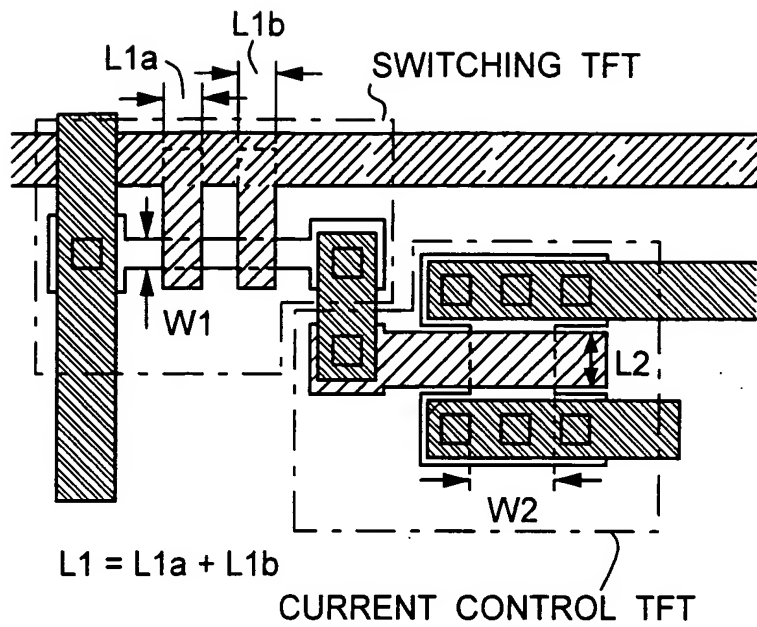 L1b
L1a
SWITCHING TFT
W1
L2
W2
L1 = L1a + L1b
CURRENT CONTROL TFT